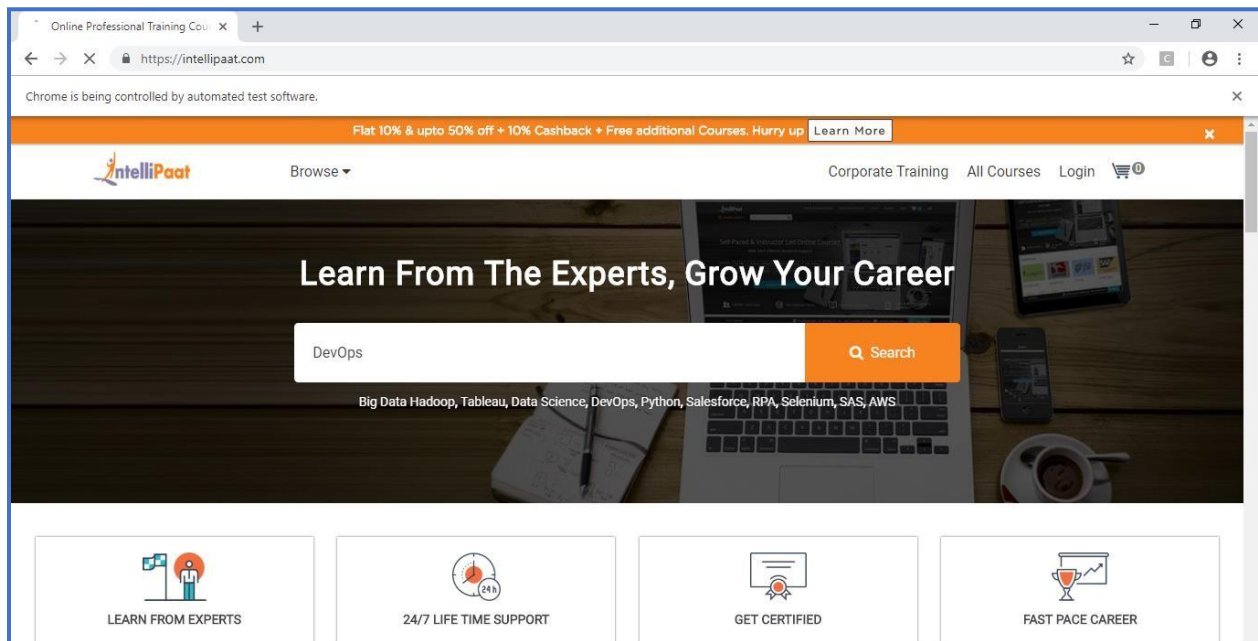 Online Professional Training Cou
https://intellipaat.com
C
Chrome is being controlled by automated test software.
Flat 10% & upto 50% off + 10% Cashback + Free additional Courses. Hurry up Learn More
IntelliPaat
Browse
Corporate Training All Courses Login 0
Learn From The Experts, Grow Your Career
DevOps
Search
Big Data Hadoop, Tableau, Data Science, DevOps, Python, Salesforce, RPA, Selenium, SAS, AWS
24h
LEARN FROM EXPERTS
24/7 LIFE TIME SUPPORT
GET CERTIFIED
FAST PACE CAREER